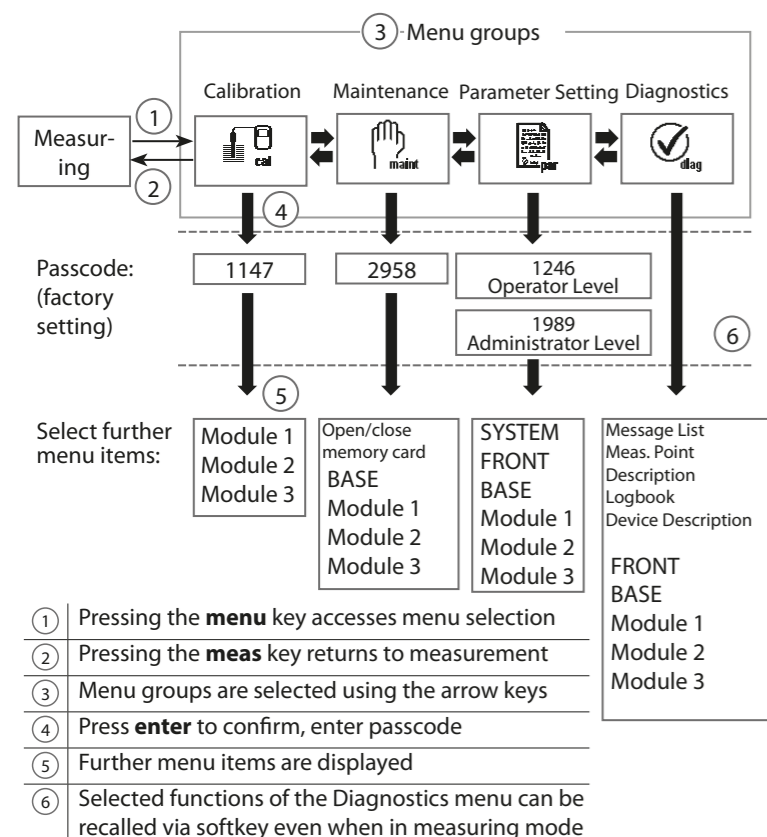 3 Menu groups
Calibration Maintenance Parameter Setting Diagnostics
Measur-
ing
1
2
cal
maint
par
diag
4
Passcode:
(factory
setting)
1147
2958
1246
Operator Level
1989
Administrator Level
6
5
Select further
menu items:
Module 1
Module 2
Module 3
Open/close
memory card
BASE
Module 1
Module 2
Module 3
SYSTEM
FRONT
BASE
Module 1
Module 2
Module 3
Message List
Meas. Point
Description
Logbook
Device Description
FRONT
BASE
Module 1
Module 2
Module 3
1 Pressing the menu key accesses menu selection
2 Pressing the meas key returns to measurement
3 Menu groups are selected using the arrow keys
4 Press enter to confirm, enter passcode
5 Further menu items are displayed
6 Selected functions of the Diagnostics menu can be
recalled via softkey even when in measuring mode